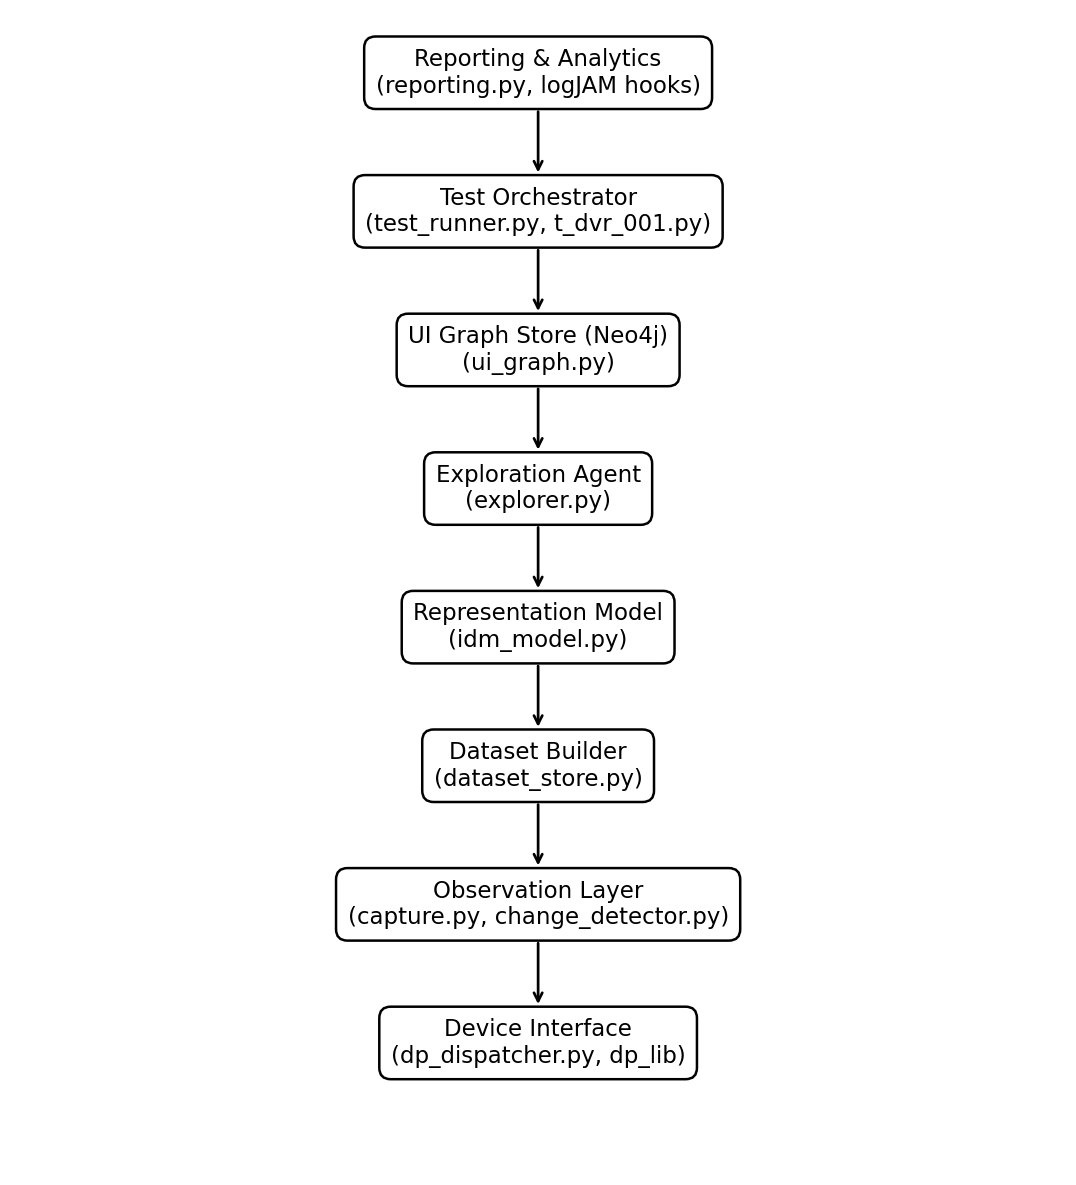 Reporting & Analytics
(reporting.py, logJAM hooks)
Test Orchestrator
(test_runner.py, t_dvr_001.py)
UI Graph Store (Neo4j)
(ui_graph.py)
Exploration Agent
(explorer.py)
Representation Model
(idm_model.py)
Dataset Builder
(dataset_store.py)
Observation Layer
(capture.py, change_detector.py)
Device Interface
(dp_dispatcher.py, dp_lib)